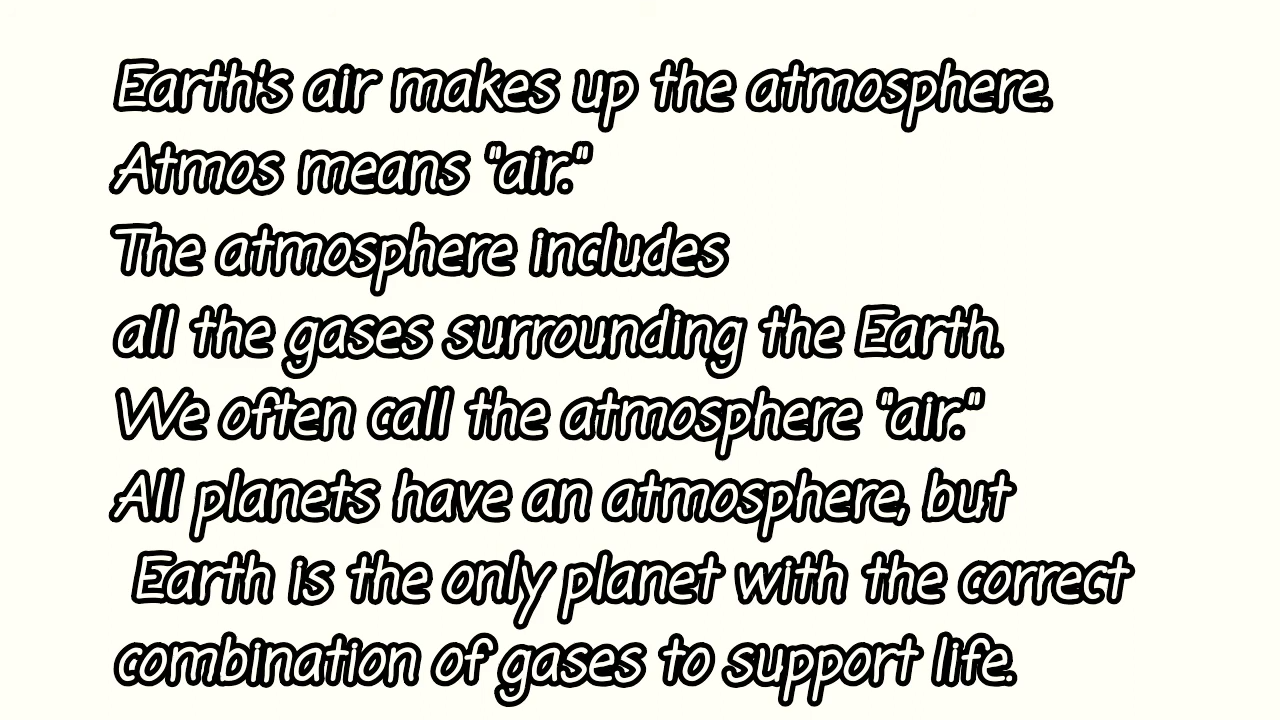 Earth's air makes up the atmosphere.
Atmos means "air."
The atmosphere includes
all the gases surrounding the Earth.
We often call the atmosphere "air."
All planets have an atmosphere, but
Earth is the only planet with the correct
combination of gases to support life.